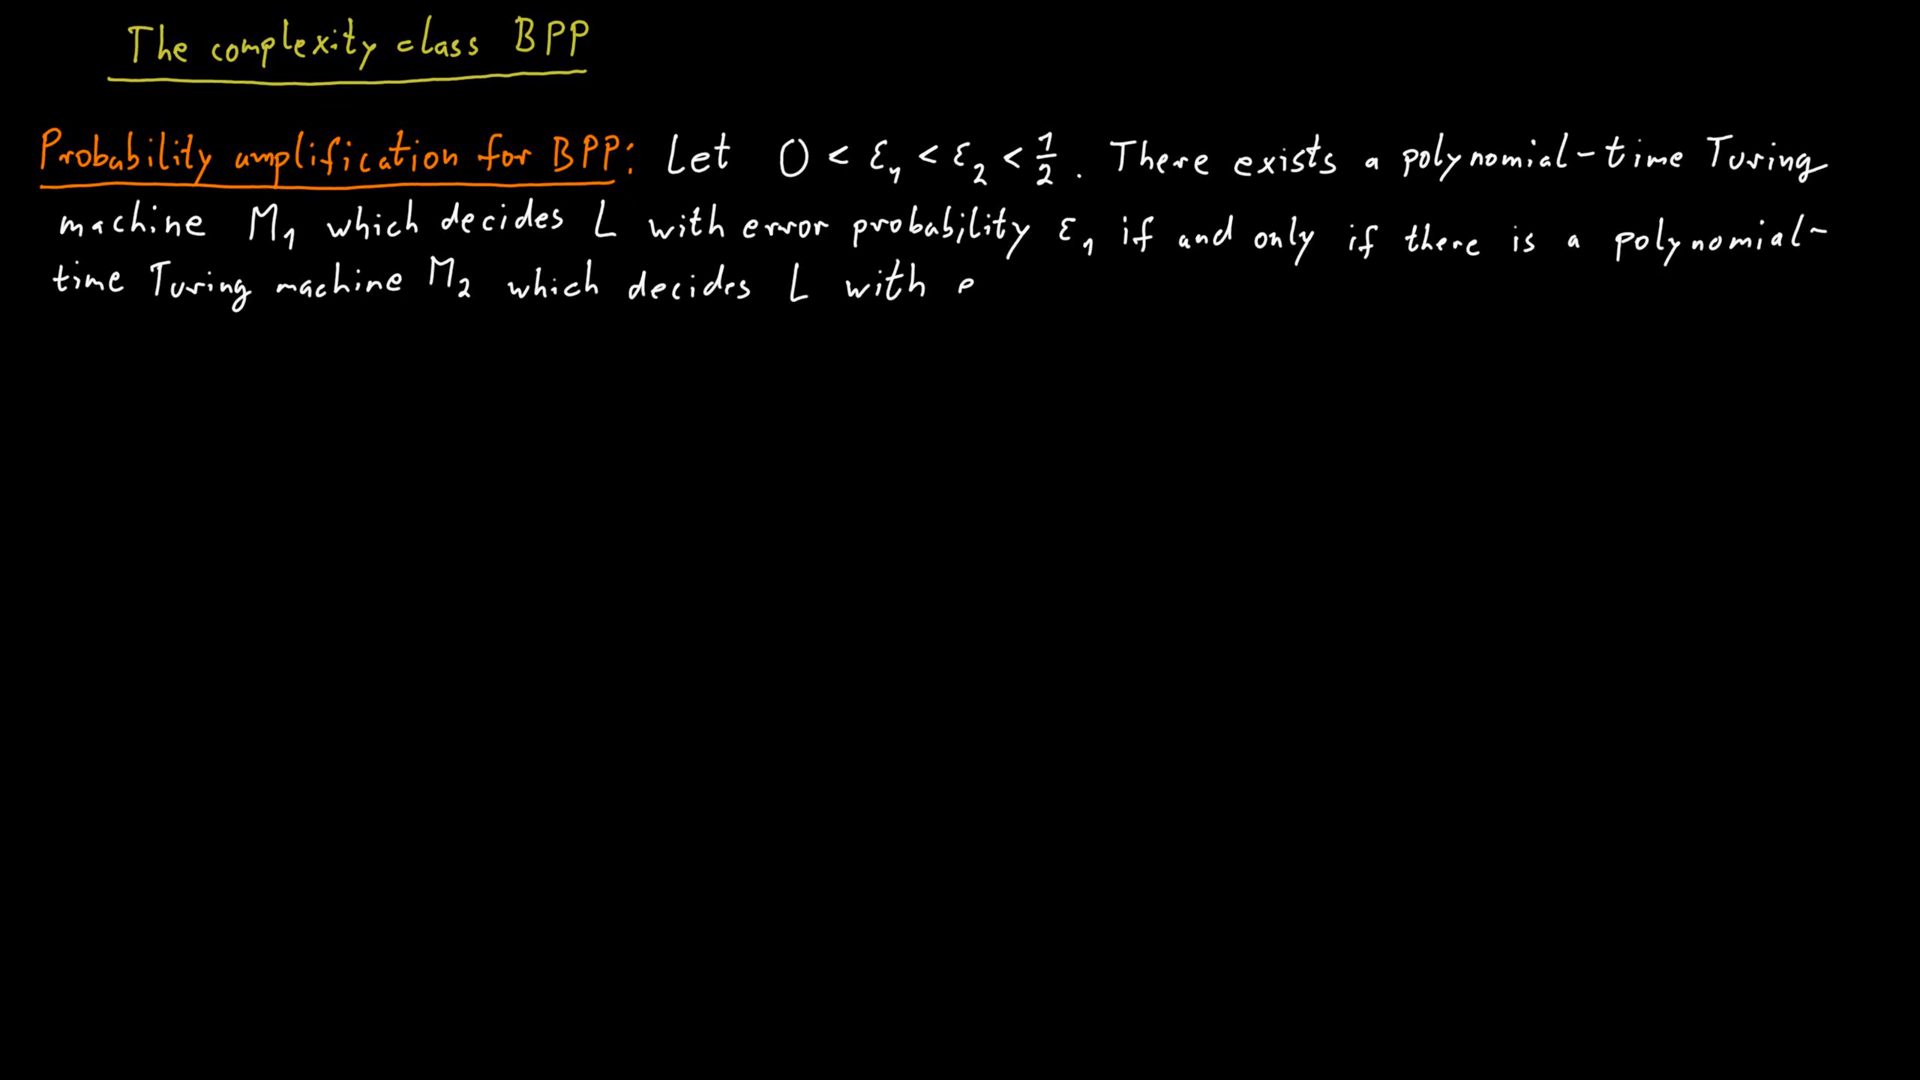 The complexity class BPP
Probability amplification for BPP: Let 0 < ε₁ < ε₂ < 1/2. There exists a polynomial-time Turing
machine M₁ which decides L with error probability ε₁ if and only if there is a polynomial-
time Turing machine M₂ which decides L with e